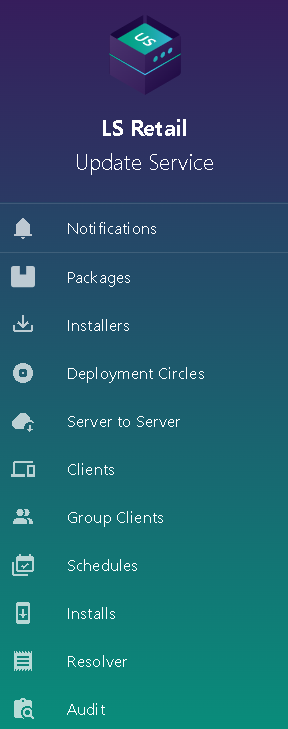 US
LS Retail
Update Service
Notifications
Packages
Installers
Deployment Circles
Server to Server
Clients
Group Clients
Schedules
Installs
Resolver
Audit